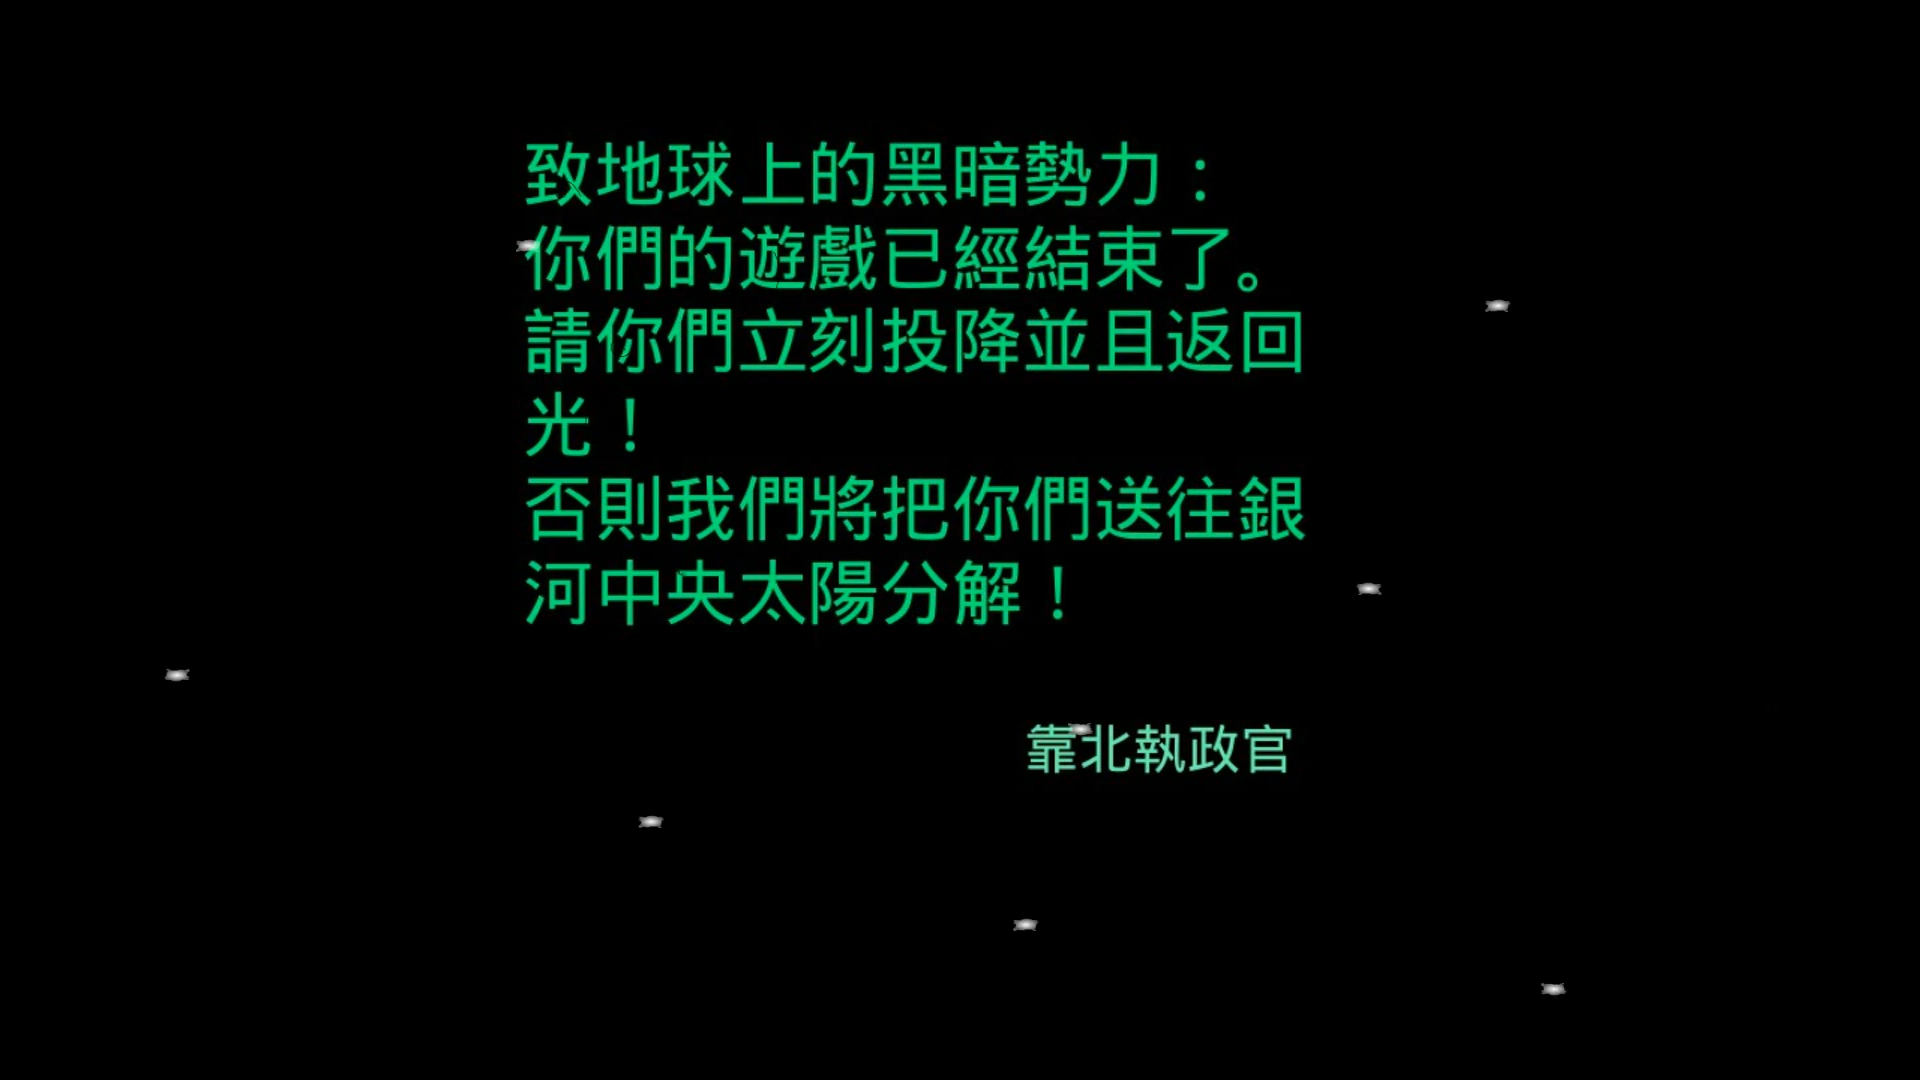 致地球上的黑暗勢力：
你們的遊戲已經結束了。
請你們立刻投降並且返回
光！
否則我們將把你們送往銀
河中央太陽分解！
靠北執政官